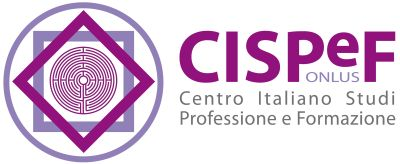 CISPeF
ONLUS
Centro Italiano Studi
Professione e Formazione